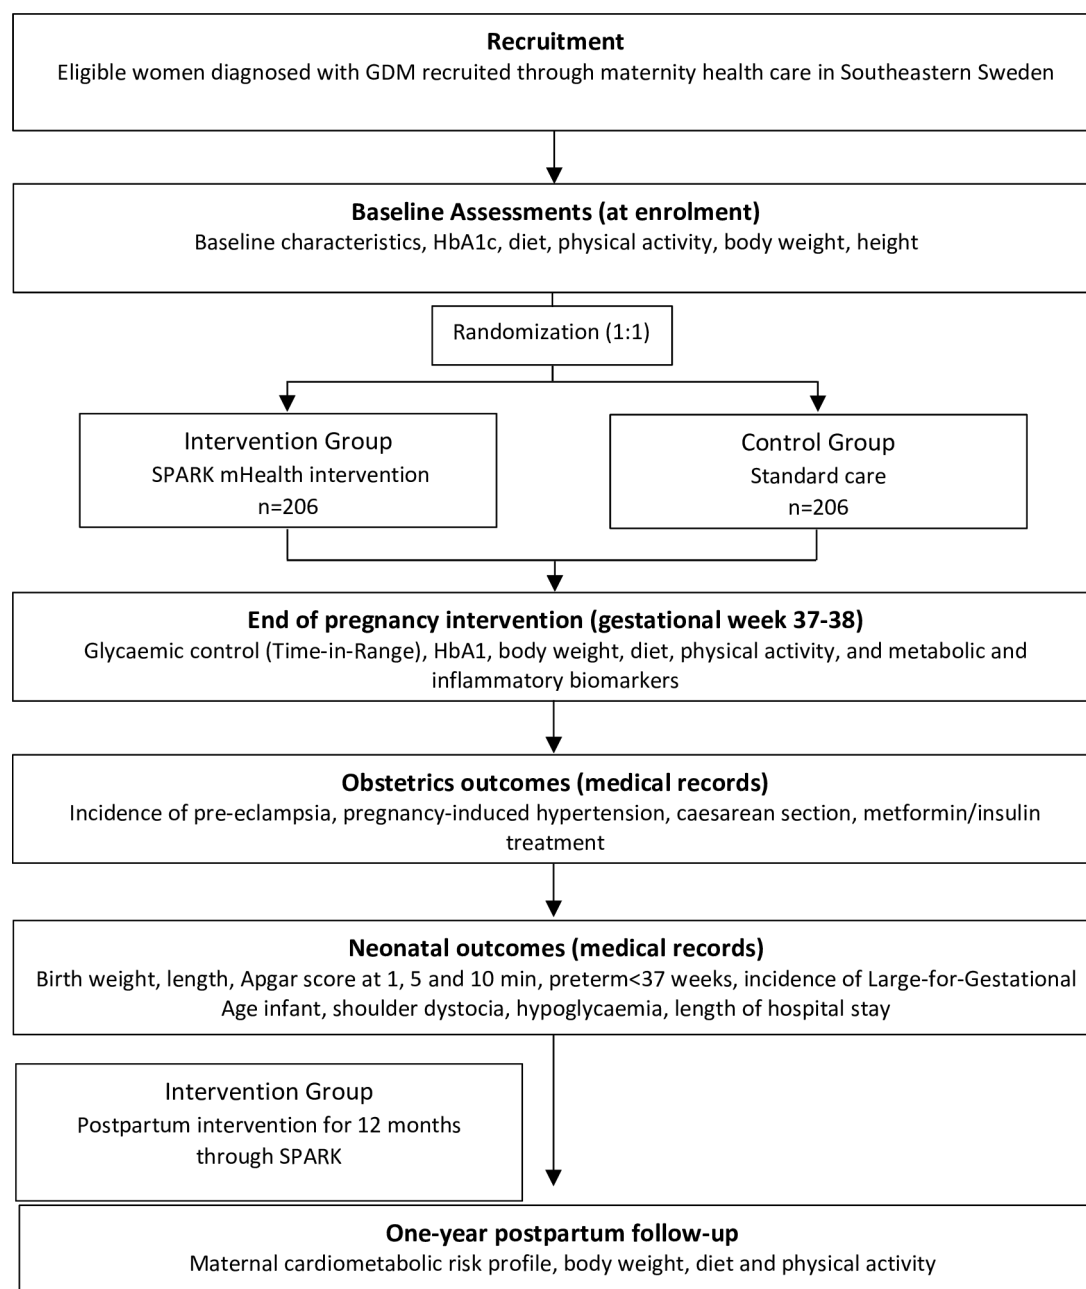 Recruitment
Eligible women diagnosed with GDM recruited through maternity health care in Southeastern Sweden
Baseline Assessments (at enrolment)
Baseline characteristics, HbA1c, diet, physical activity, body weight, height
Randomization (1:1)
Intervention Group
SPARK mHealth intervention
n=206
Control Group
Standard care
n=206
End of pregnancy intervention (gestational week 37-38)
Glycaemic control (Time-in-Range), HbA1, body weight, diet, physical activity, and metabolic and
inflammatory biomarkers
Obstetrics outcomes (medical records)
Incidence of pre-eclampsia, pregnancy-induced hypertension, caesarean section, metformin/insulin
treatment
Neonatal outcomes (medical records)
Birth weight, length, Apgar score at 1, 5 and 10 min, preterm<37 weeks, incidence of Large-for-Gestational
Age infant, shoulder dystocia, hypoglycaemia, length of hospital stay
Intervention Group
Postpartum intervention for 12 months
through SPARK
One-year postpartum follow-up
Maternal cardiometabolic risk profile, body weight, diet and physical activity